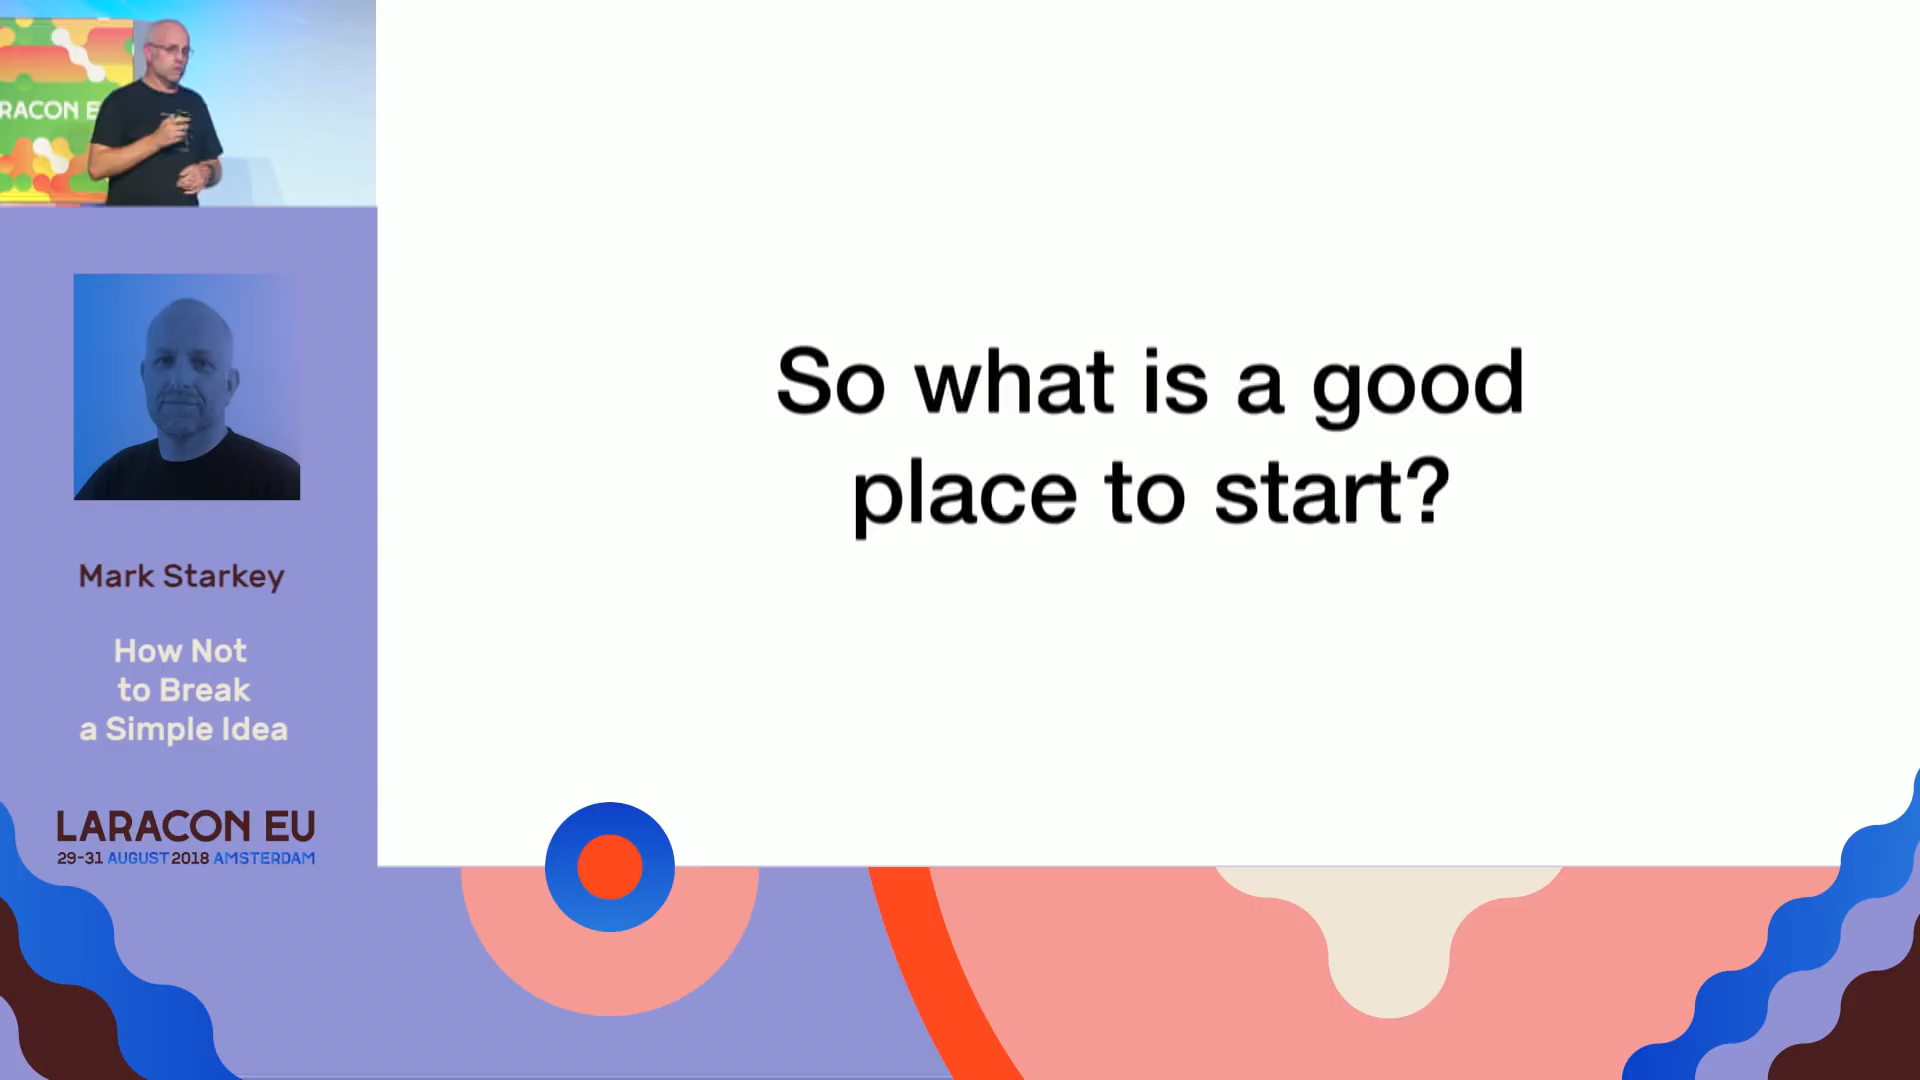 RACON E
So what is a good
place to start?
Mark Starkey
How Not
to Break
a Simple Idea
LARACON EU
29-31 AUGUST 2018 AMSTERDAM